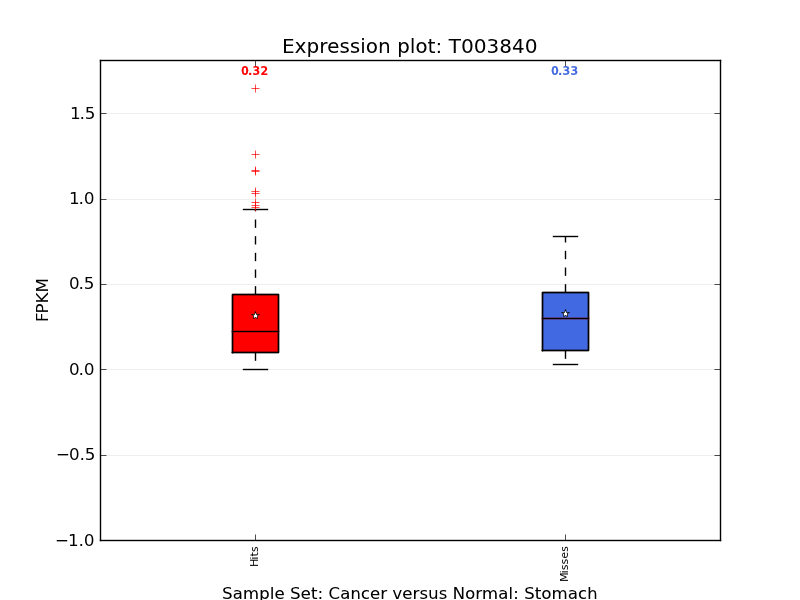 Expression plot: T003840
0.32
0.33
1.5
1.0
0.5
0.0
−0.5
−1.0
FPKM
Hits
Misses
Sample Set: Cancer versus Normal: Stomach